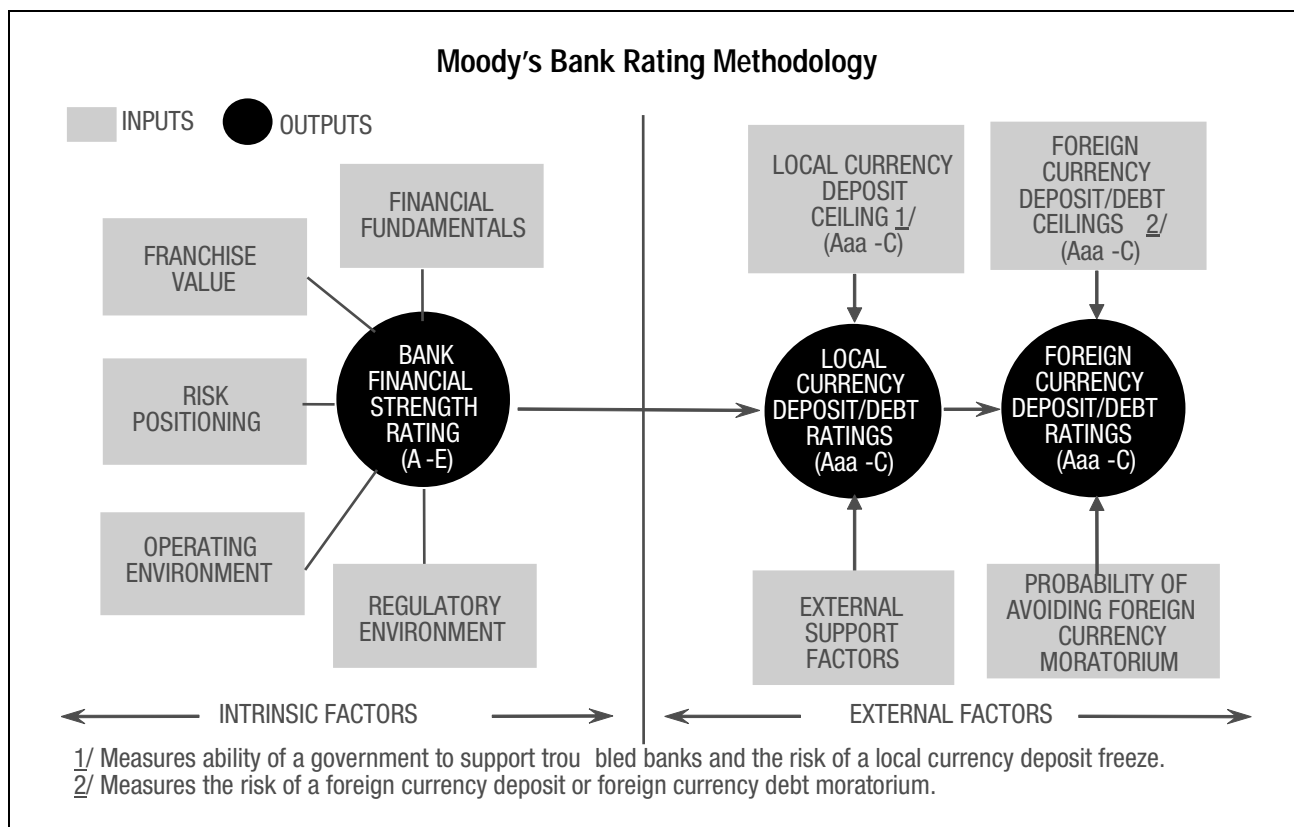 Moody's Bank Rating Methodology
INPUTS
OUTPUTS
FINANCIAL
FUNDAMENTALS
FRANCHISE
VALUE
RISK
POSITIONING
OPERATING
ENVIRONMENT
REGULATORY
ENVIRONMENT
BANK
FINANCIAL
STRENGTH
RATING
(A -E)
LOCAL CURRENCY
DEPOSIT
CEILING 1/
(Aaa -C)
FOREIGN
CURRENCY
DEPOSIT/DEBT
CEILINGS 2/
(Aaa -C)
LOCAL
CURRENCY
DEPOSIT/DEBT
RATINGS
(Aaa -C)
FOREIGN
CURRENCY
DEPOSIT/DEBT
RATINGS
(Aaa -C)
EXTERNAL
SUPPORT
FACTORS
PROBABILITY OF
AVOIDING FOREIGN
CURRENCY
MORATORIUM
INTRINSIC FACTORS
EXTERNAL FACTORS
1/ Measures ability of a government to support trou bled banks and the risk of a local currency deposit freeze.
2/ Measures the risk of a foreign currency deposit or foreign currency debt moratorium.